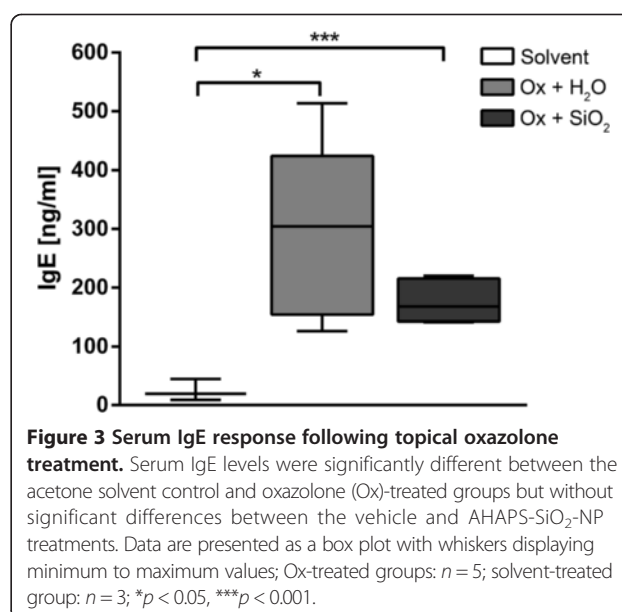 600
500
400
300
200
100
0
IgE [ng/ml]
***
*
Solvent
Ox + H₂O
Ox + SiO₂
Figure 3 Serum IgE response following topical oxazolone
treatment. Serum IgE levels were significantly different between the
acetone solvent control and oxazolone (Ox)-treated groups but without
significant differences between the vehicle and AHAPS-SiO₂-NP
treatments. Data are presented as a box plot with whiskers displaying
minimum to maximum values; Ox-treated groups: n = 5; solvent-treated
group: n = 3; *p < 0.05, ***p < 0.001.